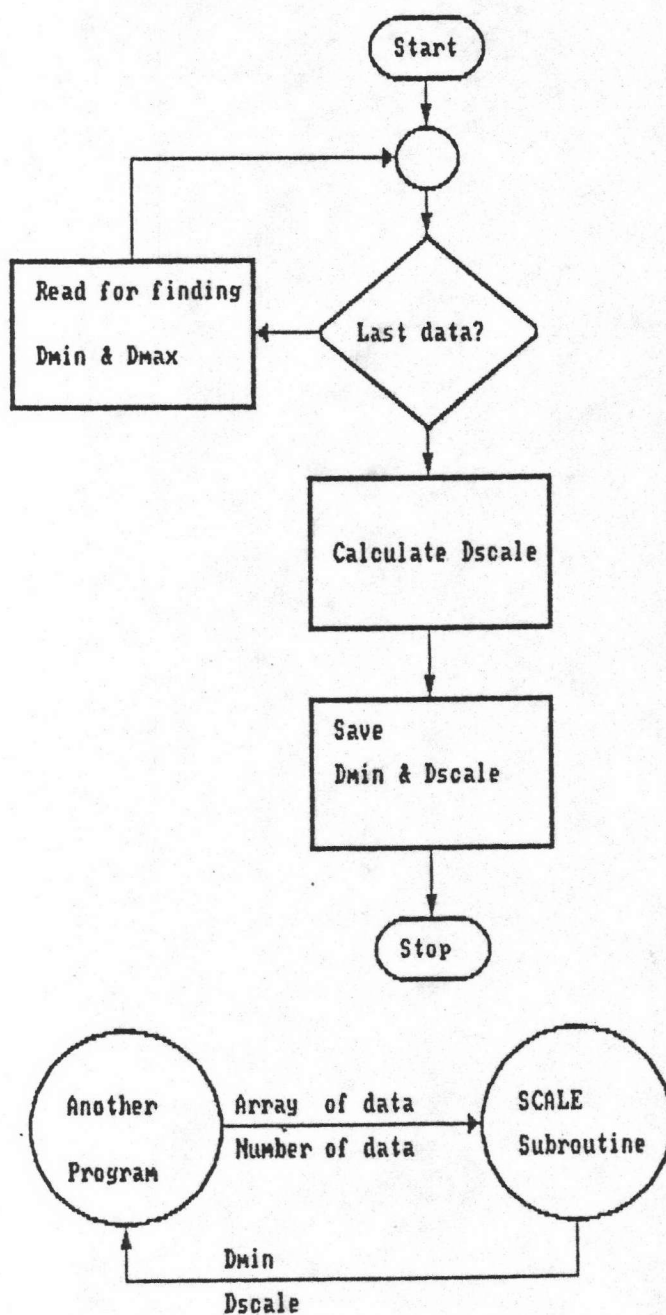 Start
Last data?
Read for finding
Dmin & Dmax
Calculate Dscale
Save
Dmin & Dscale
Stop
Another
Program
Array of data
Number of data
SCALE
Subroutine
Dmin
Dscale